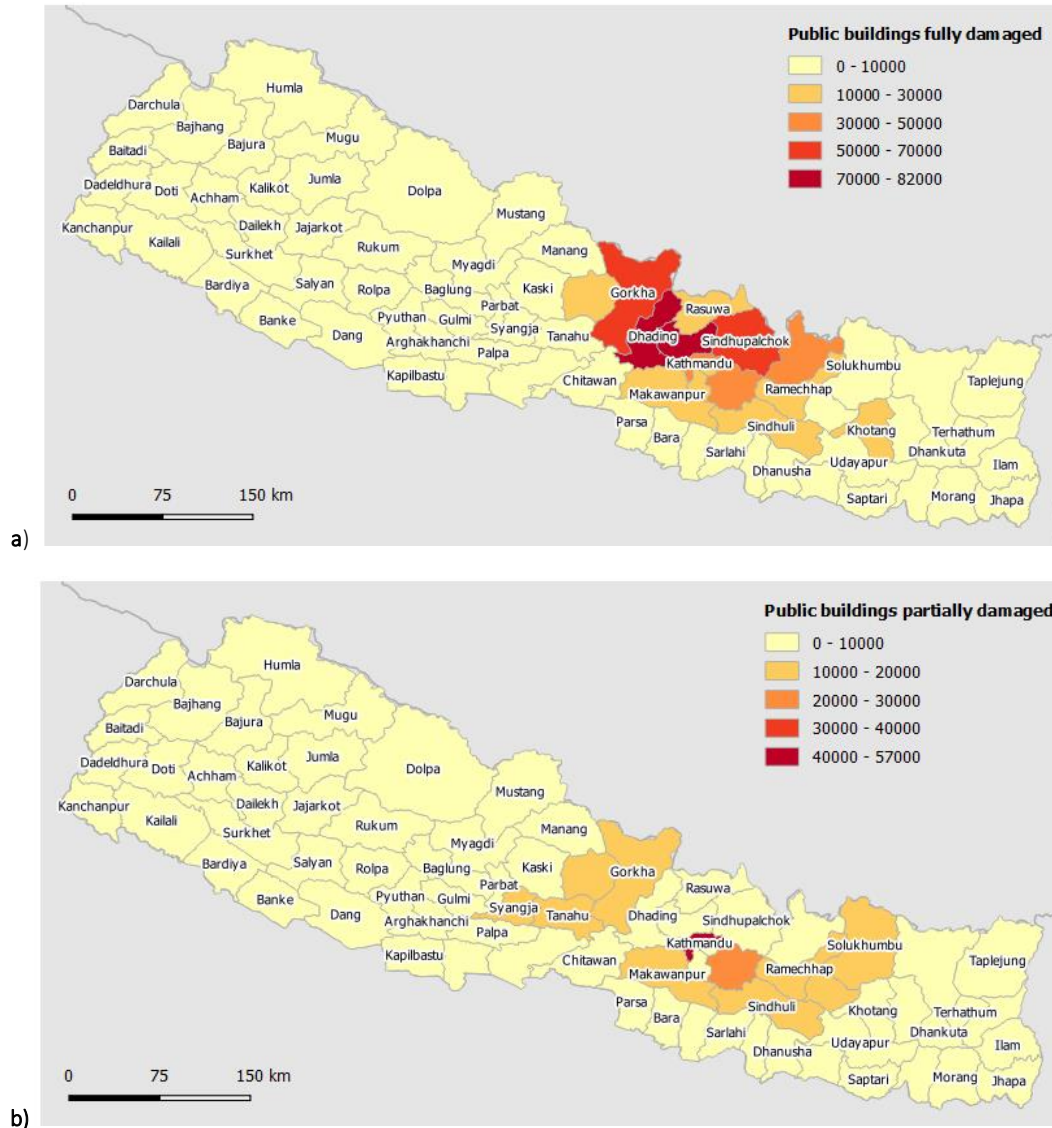 Public buildings fully damaged
0 - 10000
10000 - 30000
30000 - 50000
50000 - 70000
70000 - 82000
Humla
Darchula
Bajhang
Mugu
Baitadi
Bajura
Jumla
Dadeldhura
Doti
Kalikot
Dolpa
Achham
Mustang
Kanchanpur
Dailekh
Jajarkot
Kailali
Rukum
Manang
Surkhet
Myagdi
Bardiya
Salyan
Rolpa
Baglung
Kaski
Gorkha
Rasuwa
Parbat
Banke
Pyuthan
Gulmi
Syangja
Dang
Tanahu
Dhading
Sindhupalchok
Arghakhanchi
Palpa
Kathmandu
Solukhumbu
Kapilbastu
Chitawan
Makawanpur
Ramechhap
Taplejung
Parsa
Sindhuli
Khotang
Terhathum
Bara
Sarlahi
Dhankuta
Udayapur
Ilam
Dhanusha
Saptari
Morang
Jhapa
0 75 150 km
a)
Public buildings partially damaged
0 - 10000
10000 - 20000
20000 - 30000
30000 - 40000
40000 - 57000
Humla
Darchula
Bajhang
Mugu
Baitadi
Bajura
Jumla
Dadeldhura
Doti
Kalikot
Dolpa
Achham
Mustang
Kanchanpur
Dailekh
Jajarkot
Kailali
Rukum
Manang
Surkhet
Myagdi
Bardiya
Salyan
Rolpa
Baglung
Kaski
Gorkha
Rasuwa
Parbat
Banke
Pyuthan
Gulmi
Syangja
Dang
Tanahu
Dhading
Sindhupalchok
Arghakhanchi
Palpa
Kathmandu
Solukhumbu
Kapilbastu
Chitawan
Makawanpur
Ramechhap
Taplejung
Parsa
Sindhuli
Khotang
Terhathum
Bara
Sarlahi
Dhankuta
Udayapur
Ilam
Dhanusha
Saptari
Morang
Jhapa
0 75 150 km
b)